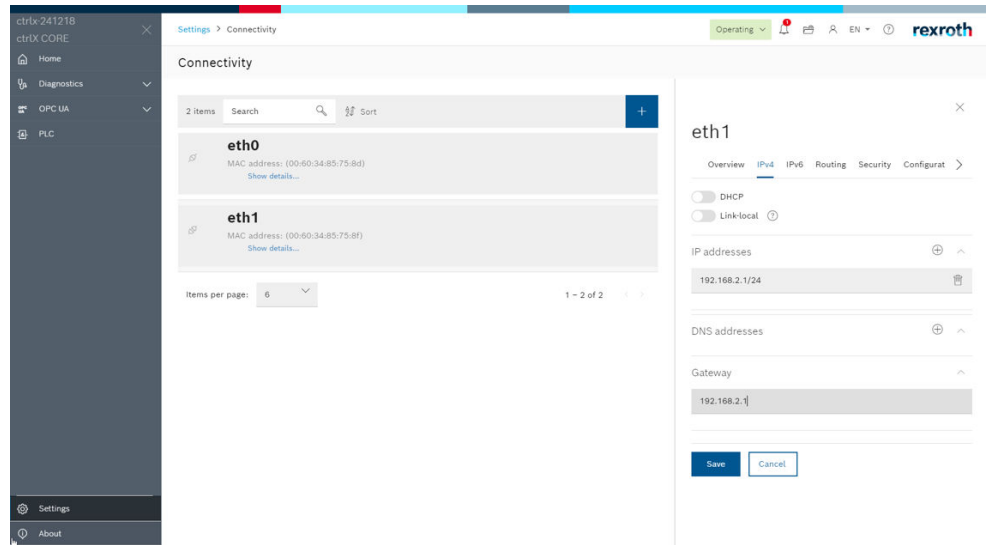 ctrlx-241218
ctrlX CORE
Home
Diagnostics
OPC UA
PLC
Settings
About
Settings > Connectivity
Operating
1
EN
rexroth
Connectivity
2 items Search Sort +
eth0
MAC address: (00:60:34:85:75:8d)
Show details...
eth1
MAC address: (00:60:34:85:75:8f)
Show details...
Items per page: 6
1 – 2 of 2
eth1
Overview IPv4 IPv6 Routing Security Configurat
DHCP
Link-local
IP addresses
192.168.2.1/24
DNS addresses
Gateway
192.168.2.1
Save Cancel